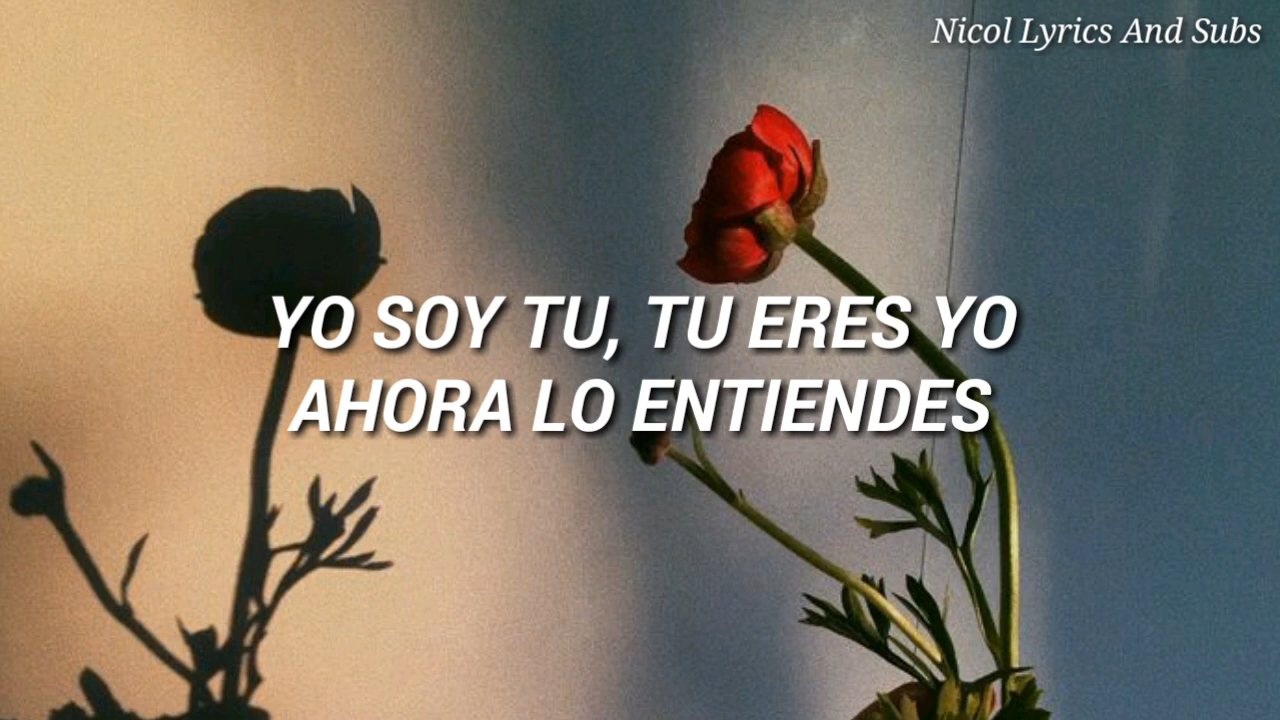 Nicol Lyrics And Subs
YO SOY TU, TU ERES YO
AHORA LO ENTIENDES